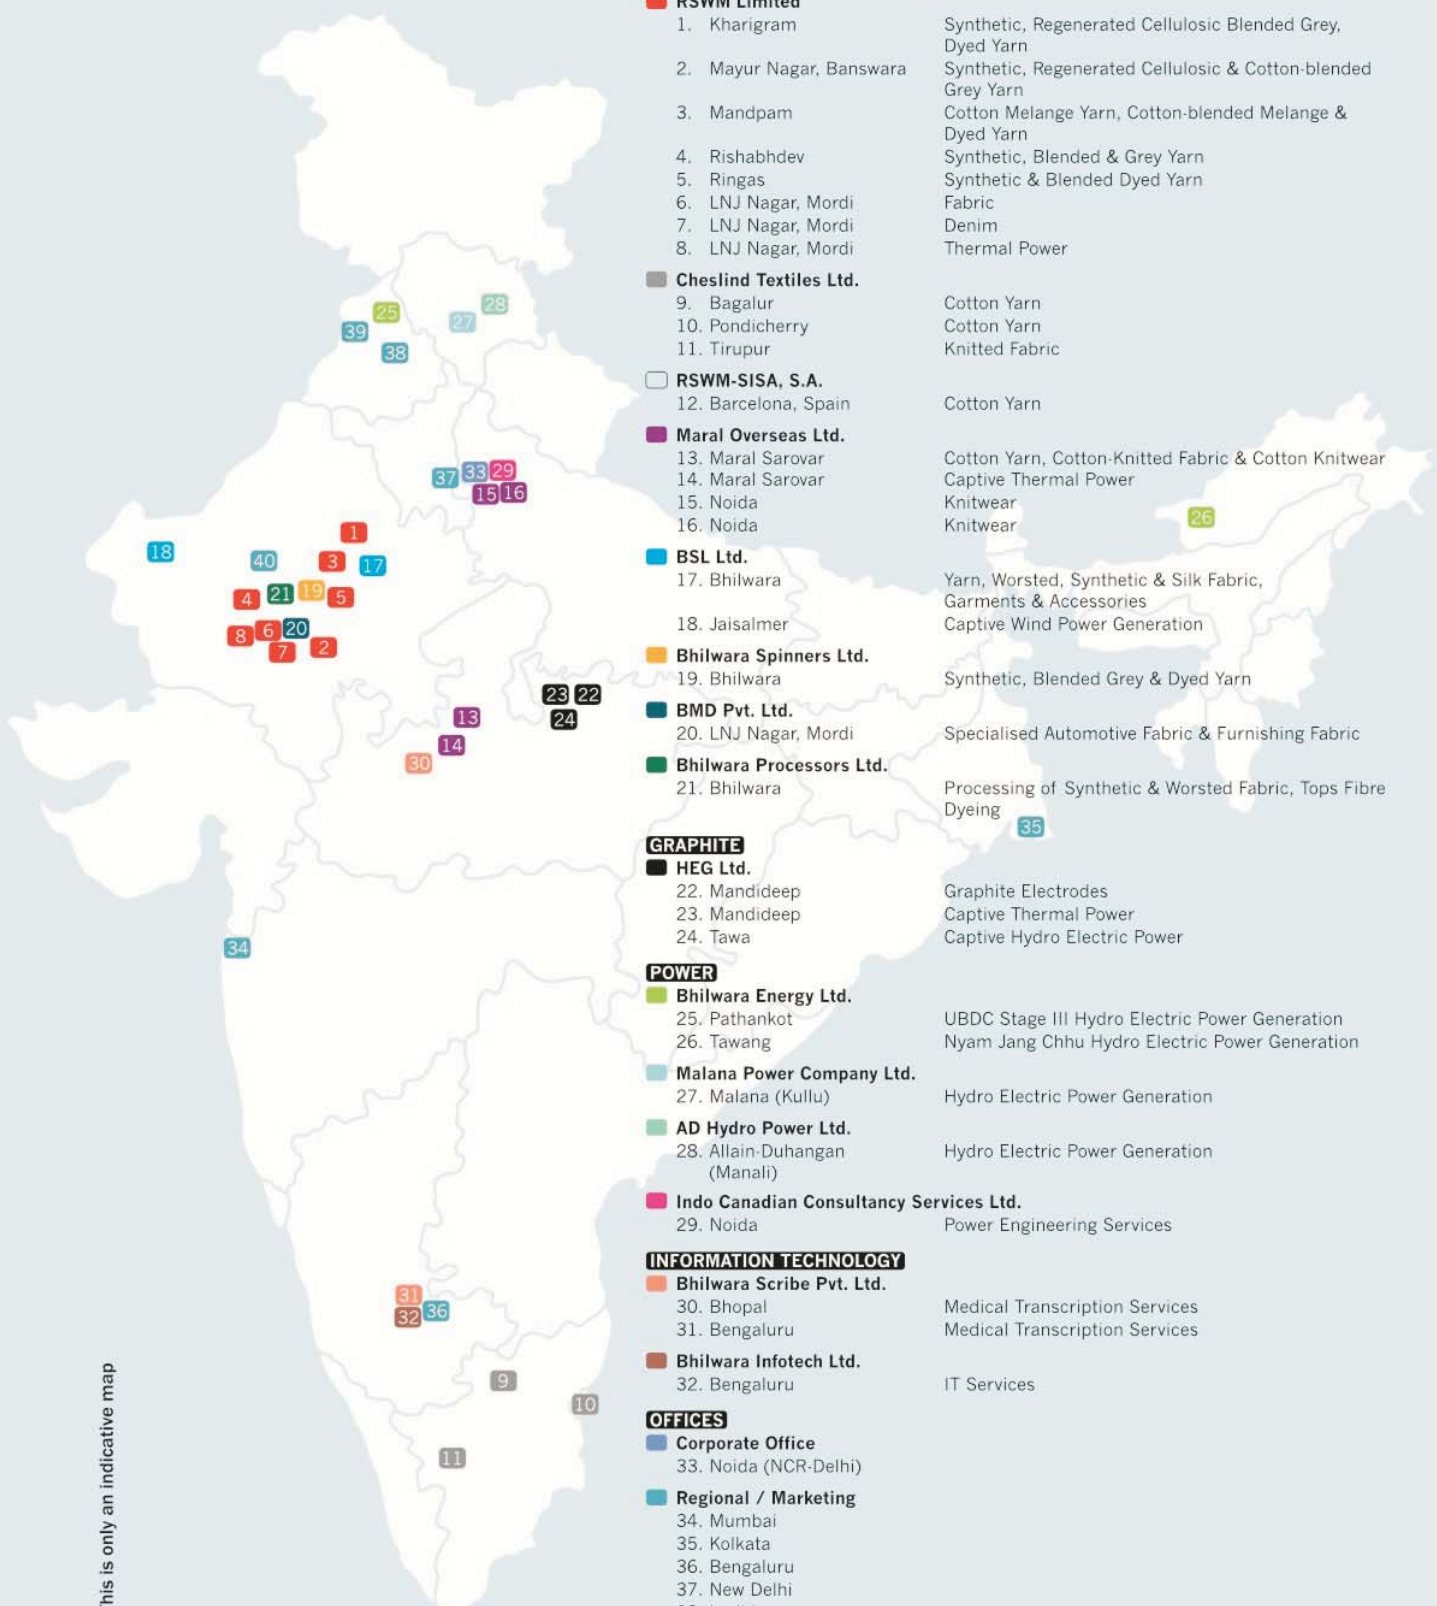 RSWM Limited
1. Kharigram Synthetic, Regenerated Cellulosic Blended Grey,
Dyed Yarn
2. Mayur Nagar, Banswara Synthetic, Regenerated Cellulosic & Cotton-blended
Grey Yarn
3. Mandpam Cotton Melange Yarn, Cotton-blended Melange &
Dyed Yarn
4. Rishabhdev Synthetic, Blended & Grey Yarn
5. Ringas Synthetic & Blended Dyed Yarn
6. LNJ Nagar, Mordi Fabric
7. LNJ Nagar, Mordi Denim
8. LNJ Nagar, Mordi Thermal Power
Cheslind Textiles Ltd.
9. Bagalur Cotton Yarn
10. Pondicherry Cotton Yarn
11. Tirupur Knitted Fabric
RSWM-SISA, S.A.
12. Barcelona, Spain Cotton Yarn
Maral Overseas Ltd.
13. Maral Sarovar Cotton Yarn, Cotton-Knitted Fabric & Cotton Knitwear
14. Maral Sarovar Captive Thermal Power
15. Noida Knitwear
16. Noida Knitwear
BSL Ltd.
17. Bhilwara Yarn, Worsted, Synthetic & Silk Fabric,
Garments & Accessories
18. Jaisalmer Captive Wind Power Generation
Bhilwara Spinners Ltd.
19. Bhilwara Synthetic, Blended Grey & Dyed Yarn
BMD Pvt. Ltd.
20. LNJ Nagar, Mordi Specialised Automotive Fabric & Furnishing Fabric
Bhilwara Processors Ltd.
21. Bhilwara Processing of Synthetic & Worsted Fabric, Tops Fibre
Dyeing
GRAPHITE
HEG Ltd.
22. Mandideep Graphite Electrodes
23. Mandideep Captive Thermal Power
24. Tawa Captive Hydro Electric Power
POWER
Bhilwara Energy Ltd.
25. Pathankot UBDC Stage III Hydro Electric Power Generation
26. Tawang Nyam Jang Chhu Hydro Electric Power Generation
Malana Power Company Ltd.
27. Malana (Kullu) Hydro Electric Power Generation
AD Hydro Power Ltd.
28. Allain-Duhangan Hydro Electric Power Generation
(Manali)
Indo Canadian Consultancy Services Ltd.
29. Noida Power Engineering Services
INFORMATION TECHNOLOGY
Bhilwara Scribe Pvt. Ltd.
30. Bhopal Medical Transcription Services
31. Bengaluru Medical Transcription Services
Bhilwara Infotech Ltd.
32. Bengaluru IT Services
OFFICES
Corporate Office
33. Noida (NCR-Delhi)
Regional / Marketing
34. Mumbai
35. Kolkata
36. Bengaluru
37. New Delhi
28
25
27
39
38
37 33 29
15 16
1
18
40 3 17
4 21 19 5
8 6 20
7 2
23 22
13 24
14
30
26
35
34
31
32 36
9
10
11
his is only an indicative map